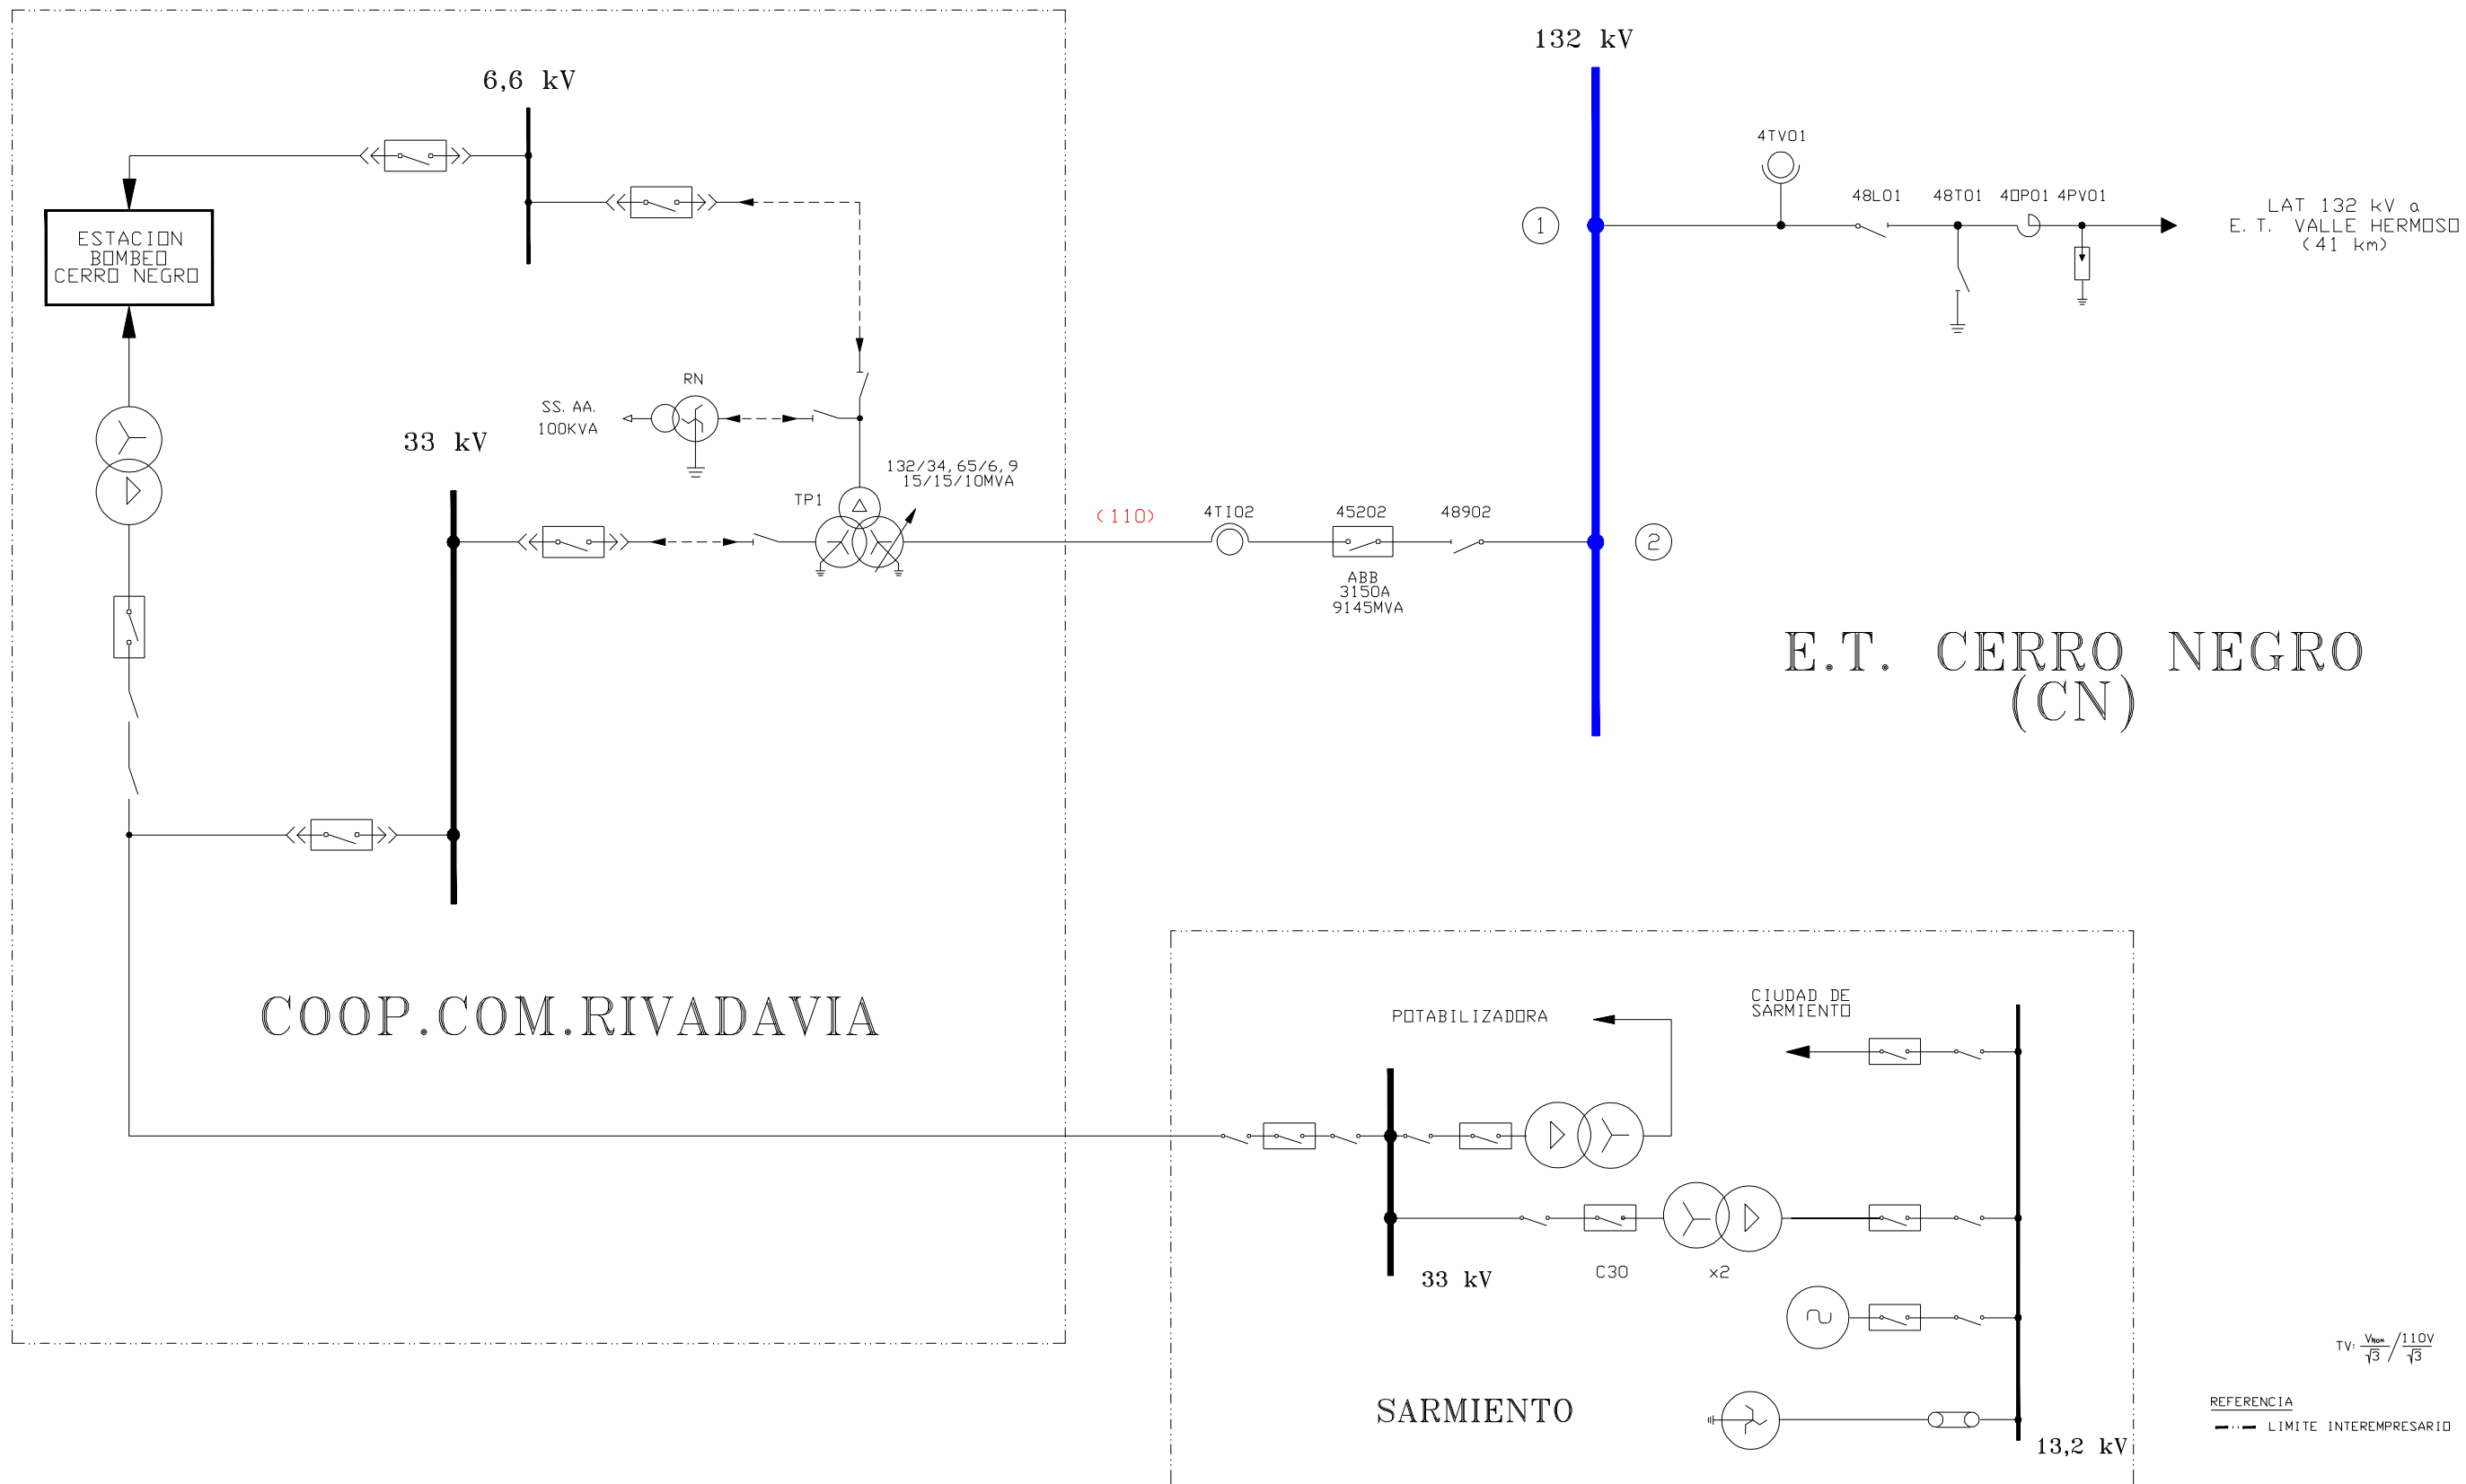 132 kV
6,6 kV
4TV01
ESTACION
BOMBEO
CERRO NEGRO
1
48L01
48T01
4OP01
4PV01
LAT 132 kV a
E. T. VALLE HERMOSO
(41 km)
RN
SS. AA.
100KVA
33 kV
132/34,65/6,9
15/15/10MVA
TP1
(110)
4TI02
45202
48902
2
ABB
3150A
9145MVA
E.T. CERRO NEGRO
(CN)
COOP.COM.RIVADAVIA
POTABILIZADORA
CIUDAD DE
SARMIENTO
33 kV
C30
x2
SARMIENTO
13,2 kV
TV: VNom/√3 / 110V/√3
REFERENCIA
LIMITE INTEREMPRESARIO